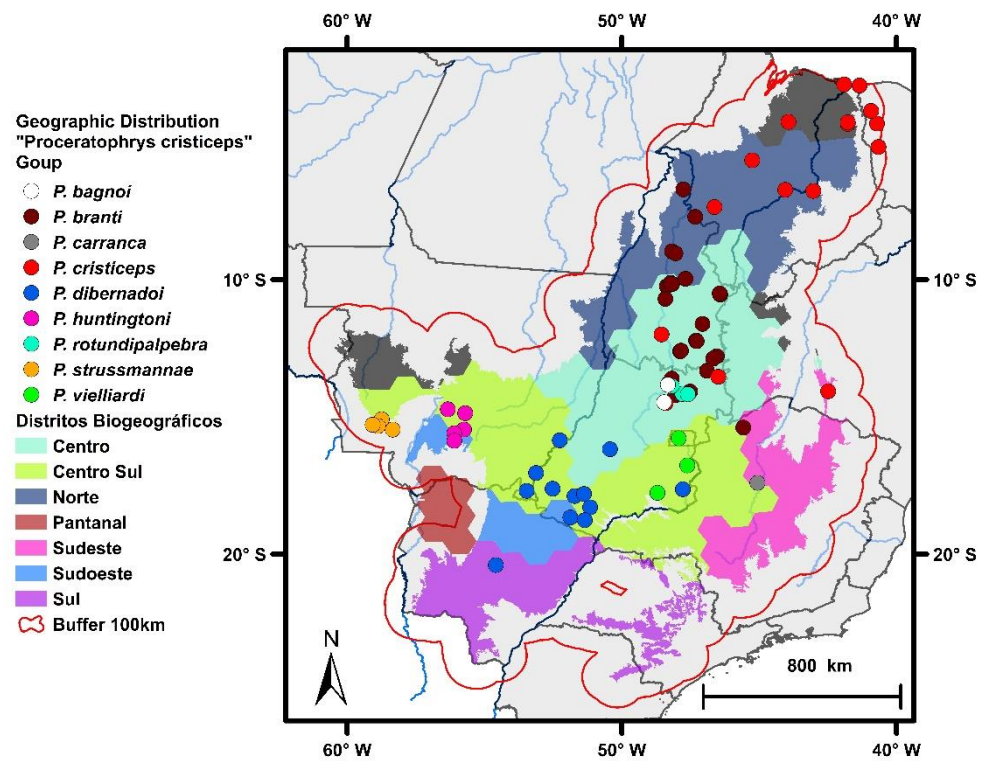 60° W 50° W 40° W
Geographic Distribution
"Proceratophrys cristiceps"
Goup
P. bagnoi
P. branti
P. carranca
P. cristiceps
P. dibernadoi
P. huntingtoni
P. rotundipalpebra
P. strussmannae
P. vielliardi
Distritos Biogeográficos
Centro
Centro Sul
Norte
Pantanal
Sudeste
Sudoeste
Sul
Buffer 100km
10° S 10° S
20° S 20° S
N
800 km
60° W 50° W 40° W